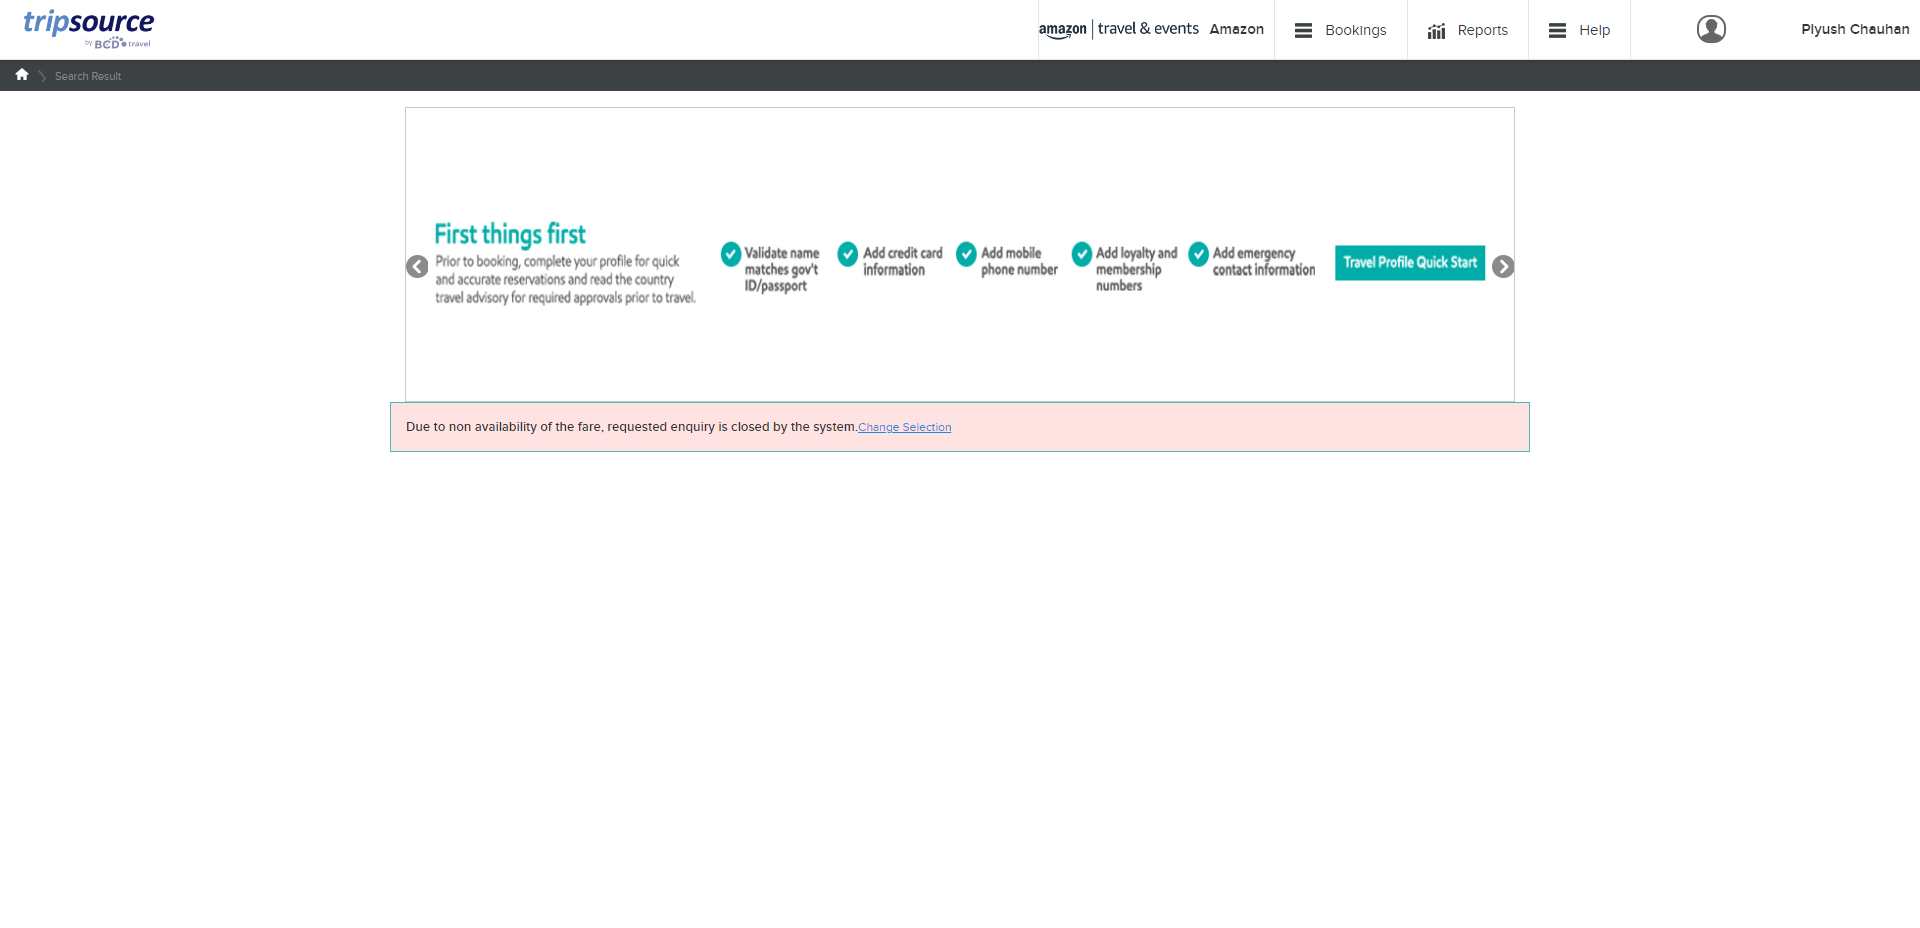 tripsource
by BCD travel
amazon | travel & events Amazon
Bookings
Reports
Help
Piyush Chauhan
Search Result
First things first
Prior to booking, complete your profile for quick
and accurate reservations and read the country
travel advisory for required approvals prior to travel.
Validate name
matches gov't
ID/passport
Add credit card
information
Add mobile
phone number
Add loyalty and
membership
numbers
Add emergency
contact information
Travel Profile Quick Start
Due to non availability of the fare, requested enquiry is closed by the system.Change Selection